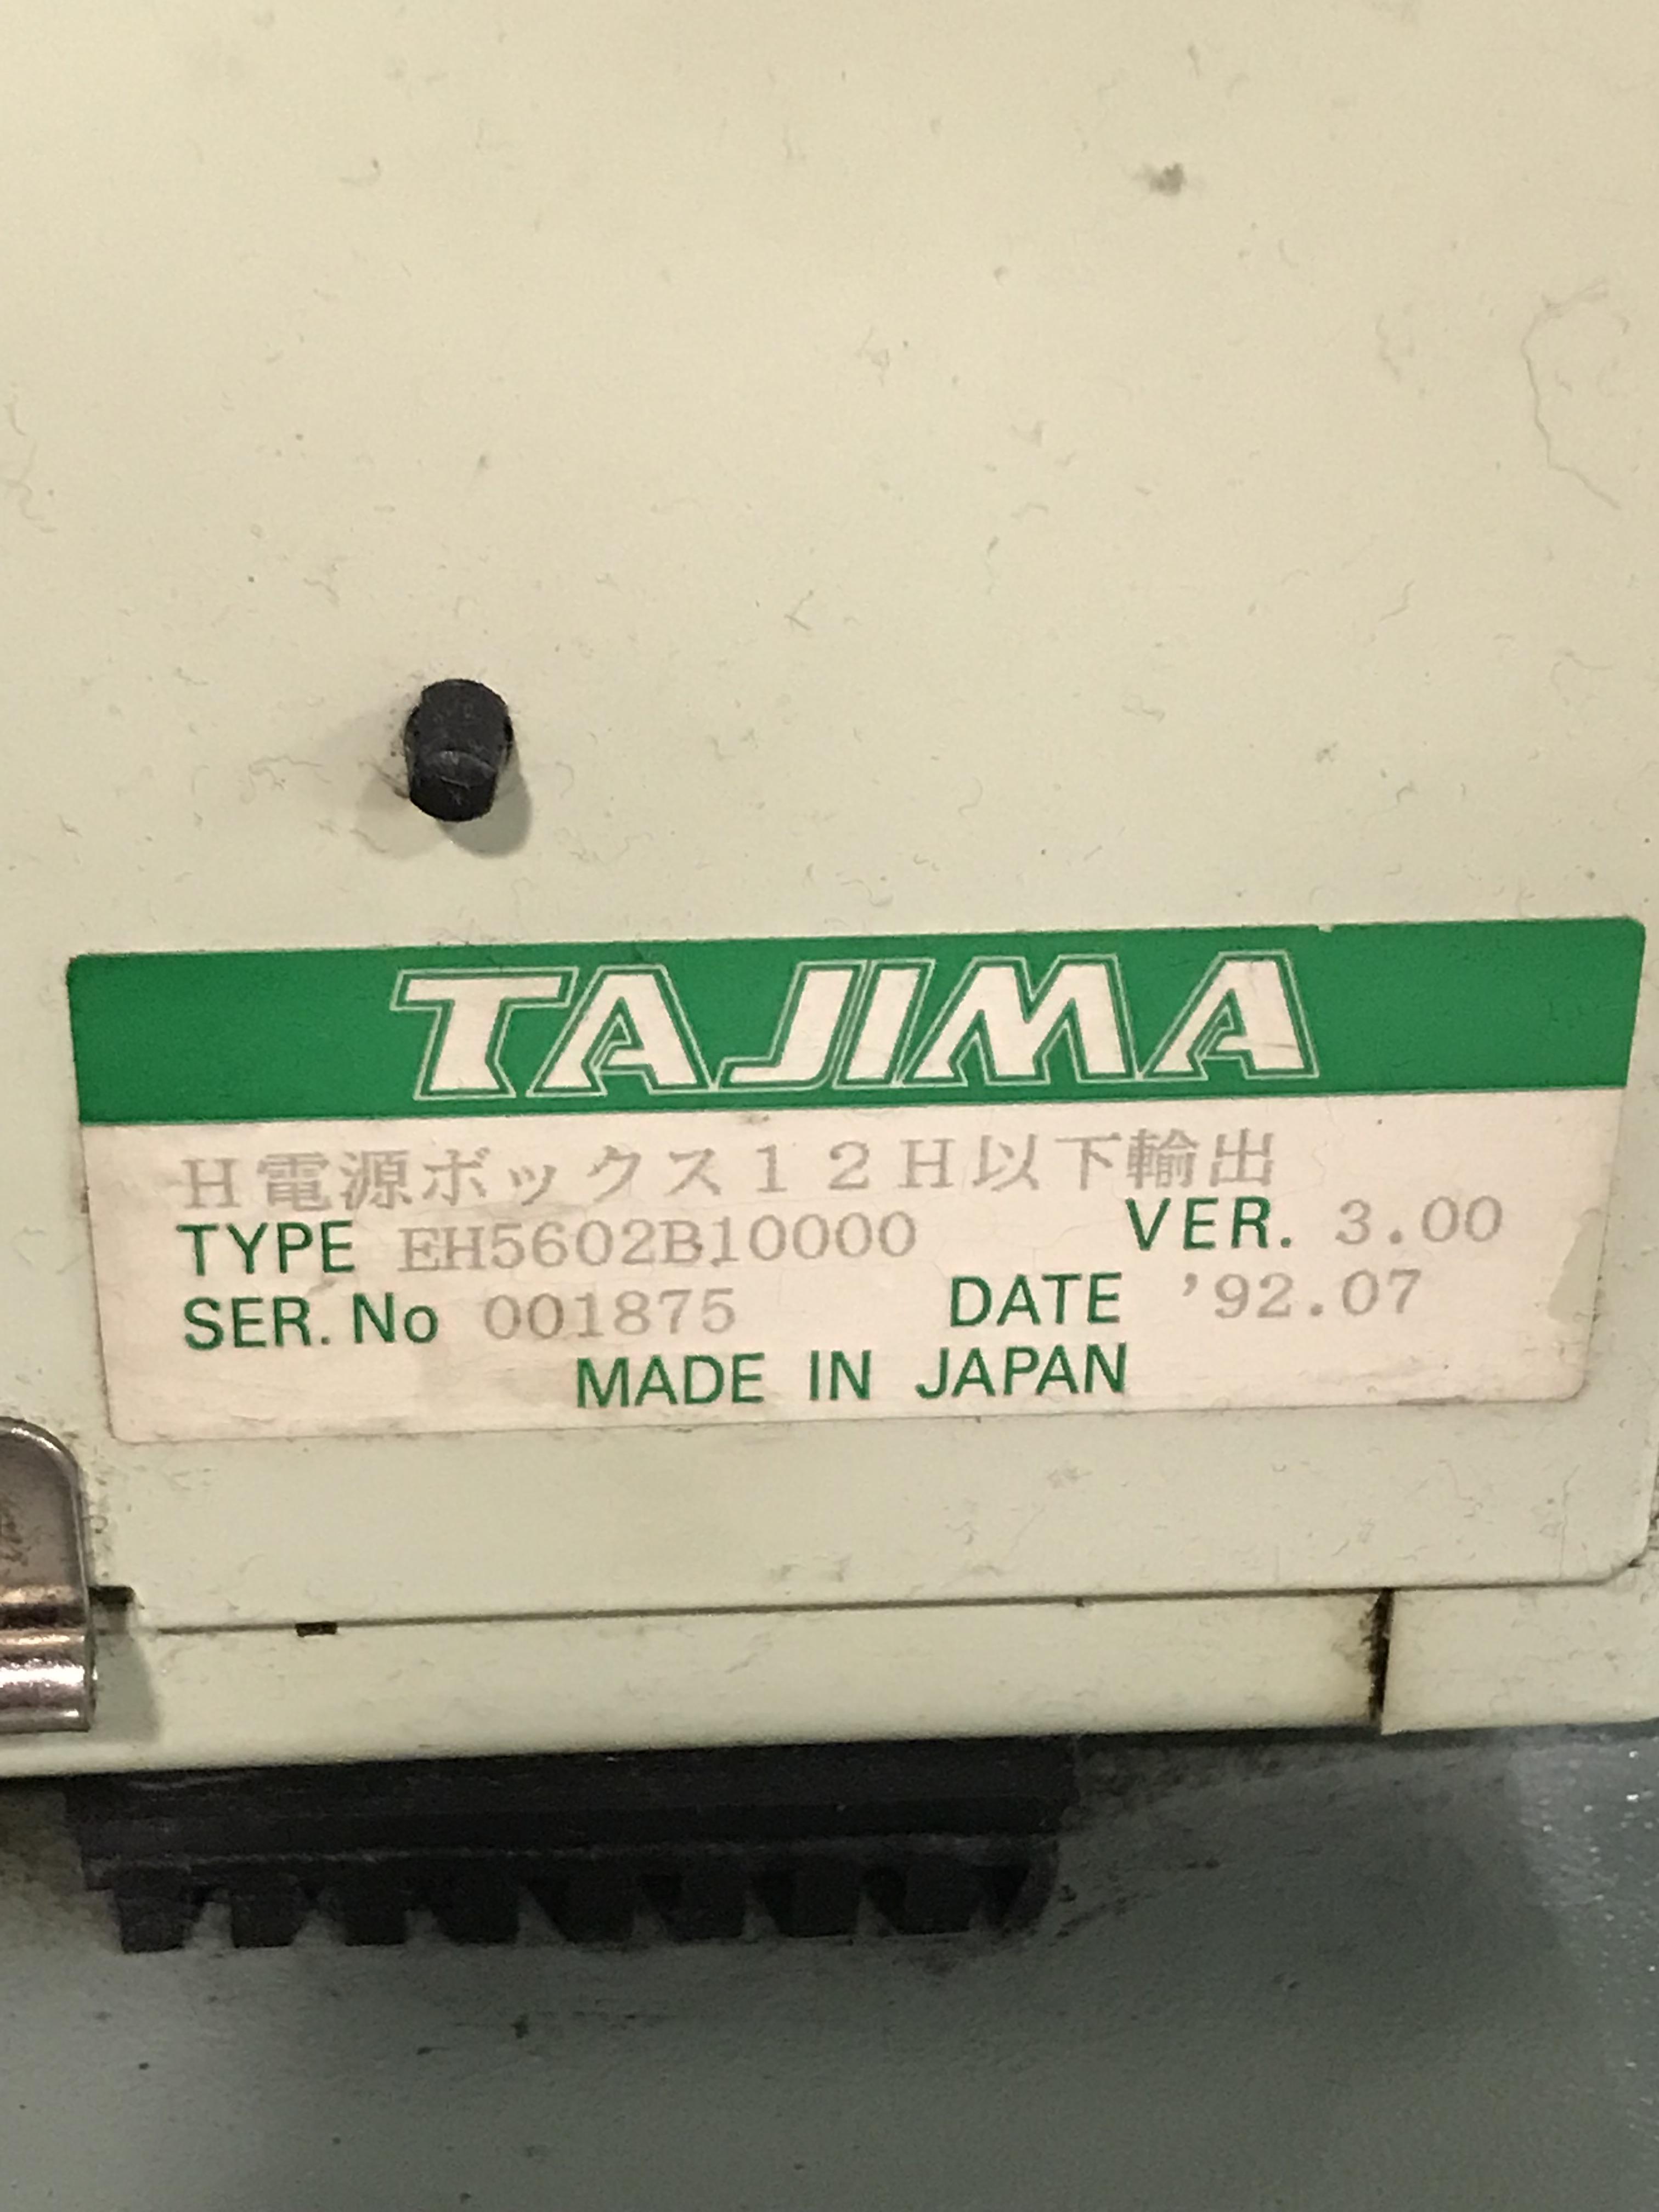 TAJIMA
H電源ボックス12H以下輸出
TYPE EH5602B10000 VER. 3.00
SER. No 001875 DATE '92.07
MADE IN JAPAN